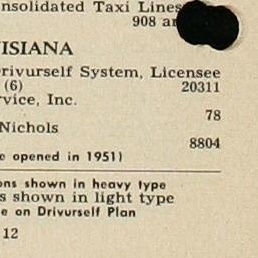 nsolidated Taxi Lines
908 a
ISIANA
rivurself System, Licensee
(6) 20311
rvice, Inc.
78
Nichols
8804
e opened in 1951)
ons shown in heavy type
s shown in light type
e on Drivurself Plan
12